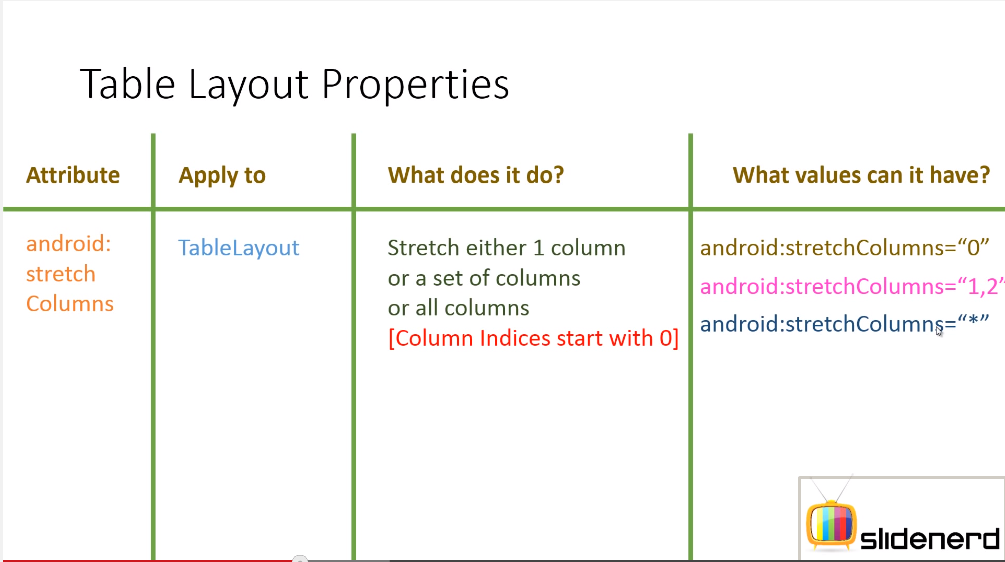 Table Layout Properties
Attribute
Apply to
What does it do?
What values can it have?
android:
stretch
Columns
TableLayout
Stretch either 1 column
or a set of columns
or all columns
[Column Indices start with 0]
android:stretchColumns=“0”
android:stretchColumns=“1,2”
android:stretchColumns=“*”
slidenerd